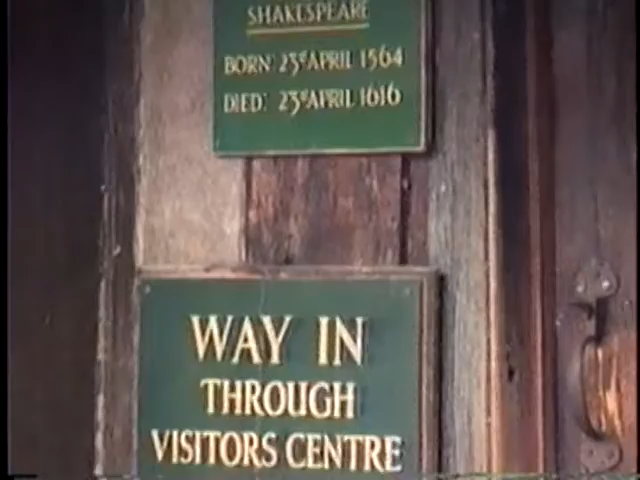 SHAKESPEARE
BORN: 23rd APRIL 1564
DIED: 23rd APRIL 1616
WAY IN
THROUGH
VISITORS CENTRE